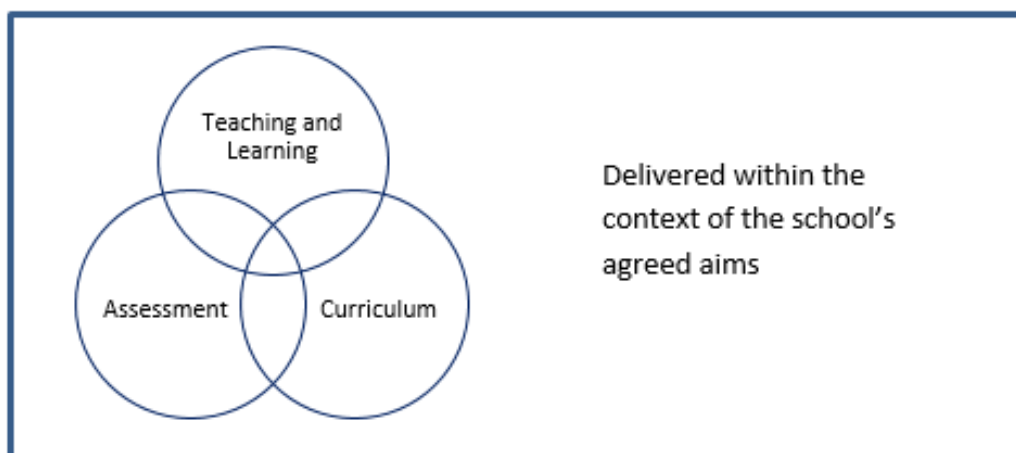 Teaching and
Learning
Delivered within the
context of the school’s
agreed aims
Assessment
Curriculum